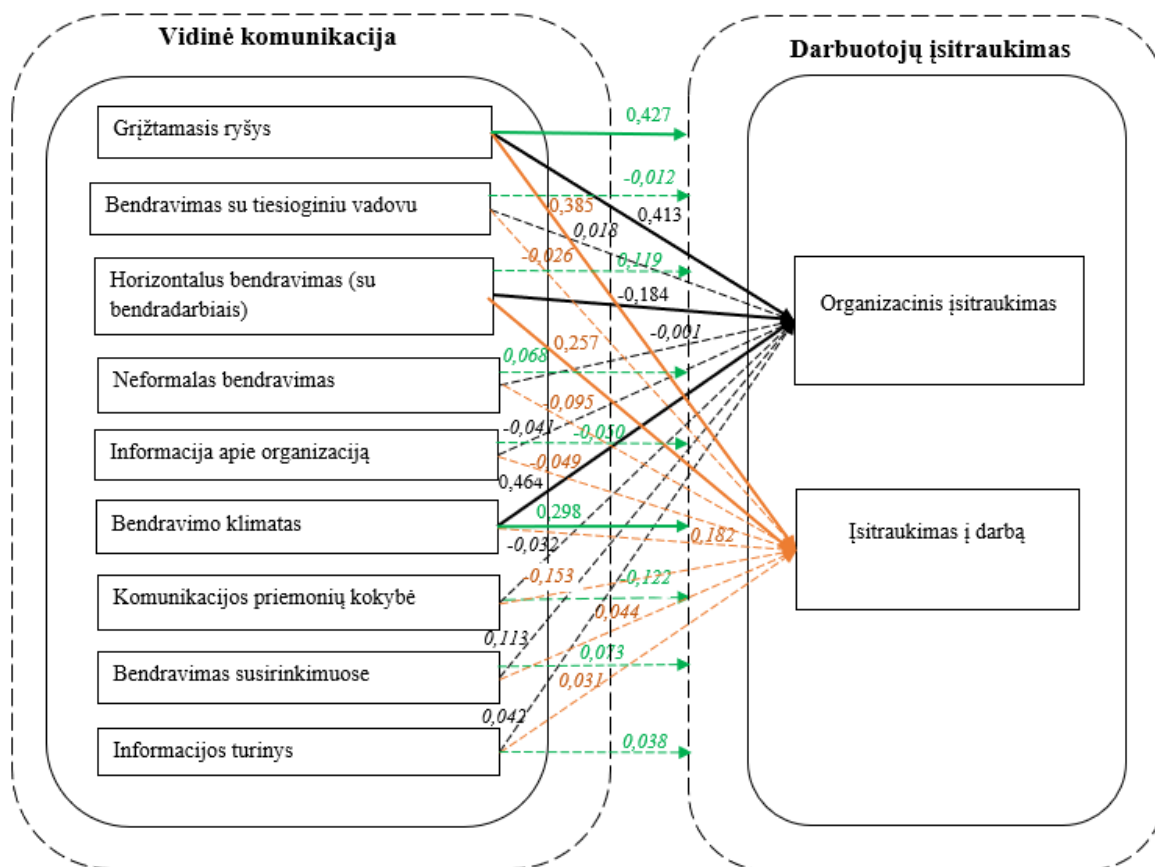 Vidinė komunikacija
Darbuotojų įsitraukimas
Grįžtamasis ryšys
0,427
Bendravimas su tiesioginiu vadovu
-0,012
0,385
0,413
0,018
Horizontalus bendravimas (su
bendradarbiais)
-0,026
0,119
-0,184
Organizacinis įsitraukimas
-0,001
0,257
0,068
Neformalas bendravimas
-0,095
-0,041
-0,050
Informacija apie organizaciją
-0,049
0,464
Bendravimo klimatas
0,298
0,182
Įsitraukimas į darbą
-0,032
-0,153
-0,122
Komunikacijos priemonių kokybė
0,044
0,113
0,073
Bendravimas susirinkimuose
0,031
0,042
Informacijos turinys
0,038